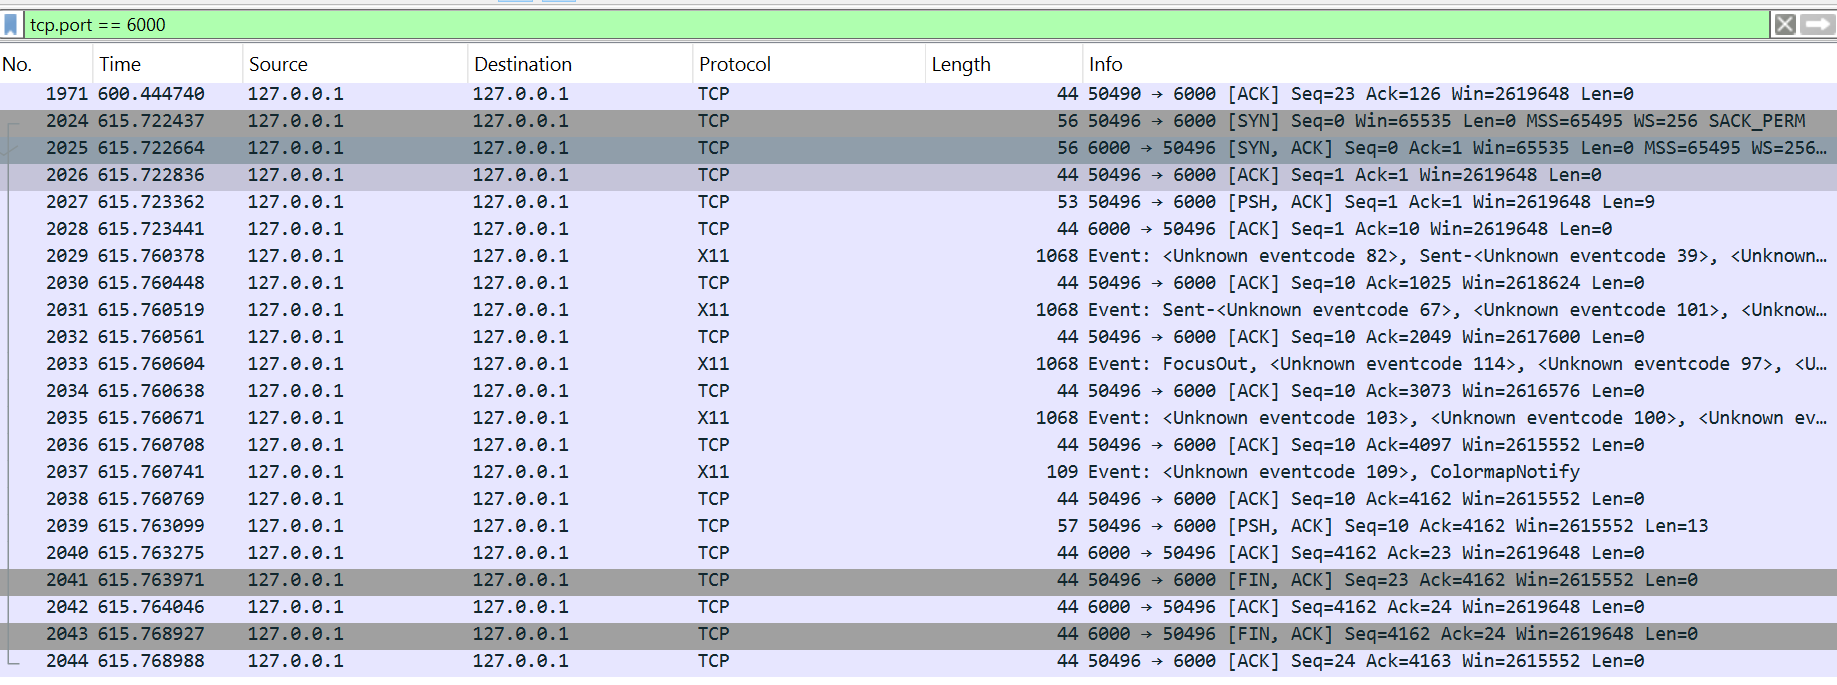 tcp.port == 6000
No. Time Source Destination Protocol Length Info
1971 600.444740 127.0.0.1 127.0.0.1 TCP 44 50490 → 6000 [ACK] Seq=23 Ack=126 Win=2619648 Len=0
2024 615.722437 127.0.0.1 127.0.0.1 TCP 56 50496 → 6000 [SYN] Seq=0 Win=65535 Len=0 MSS=65495 WS=256 SACK_PERM
2025 615.722664 127.0.0.1 127.0.0.1 TCP 56 6000 → 50496 [SYN, ACK] Seq=0 Ack=1 Win=65535 Len=0 MSS=65495 WS=256…
2026 615.722836 127.0.0.1 127.0.0.1 TCP 44 50496 → 6000 [ACK] Seq=1 Ack=1 Win=2619648 Len=0
2027 615.723362 127.0.0.1 127.0.0.1 TCP 53 50496 → 6000 [PSH, ACK] Seq=1 Ack=1 Win=2619648 Len=9
2028 615.723441 127.0.0.1 127.0.0.1 TCP 44 6000 → 50496 [ACK] Seq=1 Ack=10 Win=2619648 Len=0
2029 615.760378 127.0.0.1 127.0.0.1 X11 1068 Event: <Unknown eventcode 82>, Sent-<Unknown eventcode 39>, <Unknown…
2030 615.760448 127.0.0.1 127.0.0.1 TCP 44 50496 → 6000 [ACK] Seq=10 Ack=1025 Win=2618624 Len=0
2031 615.760519 127.0.0.1 127.0.0.1 X11 1068 Event: Sent-<Unknown eventcode 67>, <Unknown eventcode 101>, <Unknow…
2032 615.760561 127.0.0.1 127.0.0.1 TCP 44 50496 → 6000 [ACK] Seq=10 Ack=2049 Win=2617600 Len=0
2033 615.760604 127.0.0.1 127.0.0.1 X11 1068 Event: FocusOut, <Unknown eventcode 114>, <Unknown eventcode 97>, <U…
2034 615.760638 127.0.0.1 127.0.0.1 TCP 44 50496 → 6000 [ACK] Seq=10 Ack=3073 Win=2616576 Len=0
2035 615.760671 127.0.0.1 127.0.0.1 X11 1068 Event: <Unknown eventcode 103>, <Unknown eventcode 100>, <Unknown ev…
2036 615.760708 127.0.0.1 127.0.0.1 TCP 44 50496 → 6000 [ACK] Seq=10 Ack=4097 Win=2615552 Len=0
2037 615.760741 127.0.0.1 127.0.0.1 X11 109 Event: <Unknown eventcode 109>, ColormapNotify
2038 615.760769 127.0.0.1 127.0.0.1 TCP 44 50496 → 6000 [ACK] Seq=10 Ack=4162 Win=2615552 Len=0
2039 615.763099 127.0.0.1 127.0.0.1 TCP 57 50496 → 6000 [PSH, ACK] Seq=10 Ack=4162 Win=2615552 Len=13
2040 615.763275 127.0.0.1 127.0.0.1 TCP 44 6000 → 50496 [ACK] Seq=4162 Ack=23 Win=2619648 Len=0
2041 615.763971 127.0.0.1 127.0.0.1 TCP 44 50496 → 6000 [FIN, ACK] Seq=23 Ack=4162 Win=2615552 Len=0
2042 615.764046 127.0.0.1 127.0.0.1 TCP 44 6000 → 50496 [ACK] Seq=4162 Ack=24 Win=2619648 Len=0
2043 615.768927 127.0.0.1 127.0.0.1 TCP 44 6000 → 50496 [FIN, ACK] Seq=4162 Ack=24 Win=2619648 Len=0
2044 615.768988 127.0.0.1 127.0.0.1 TCP 44 50496 → 6000 [ACK] Seq=24 Ack=4163 Win=2615552 Len=0